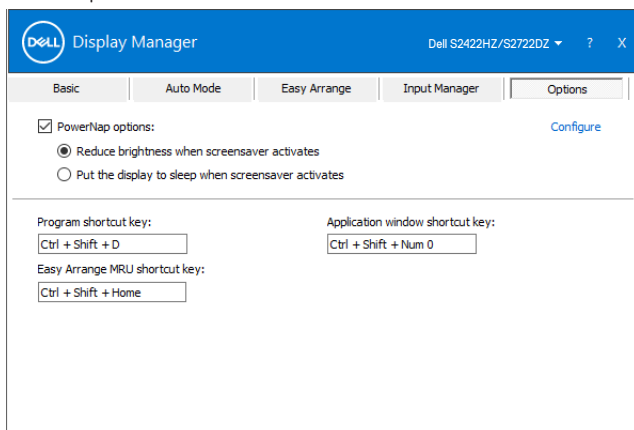 DELL Display Manager Dell S2422HZ/S2722DZ ? X
Basic Auto Mode Easy Arrange Input Manager Options
PowerNap options: Configure
Reduce brightness when screensaver activates
Put the display to sleep when screensaver activates
Program shortcut key: Application window shortcut key:
Ctrl + Shift + D Ctrl + Shift + Num 0
Easy Arrange MRU shortcut key:
Ctrl + Shift + Home